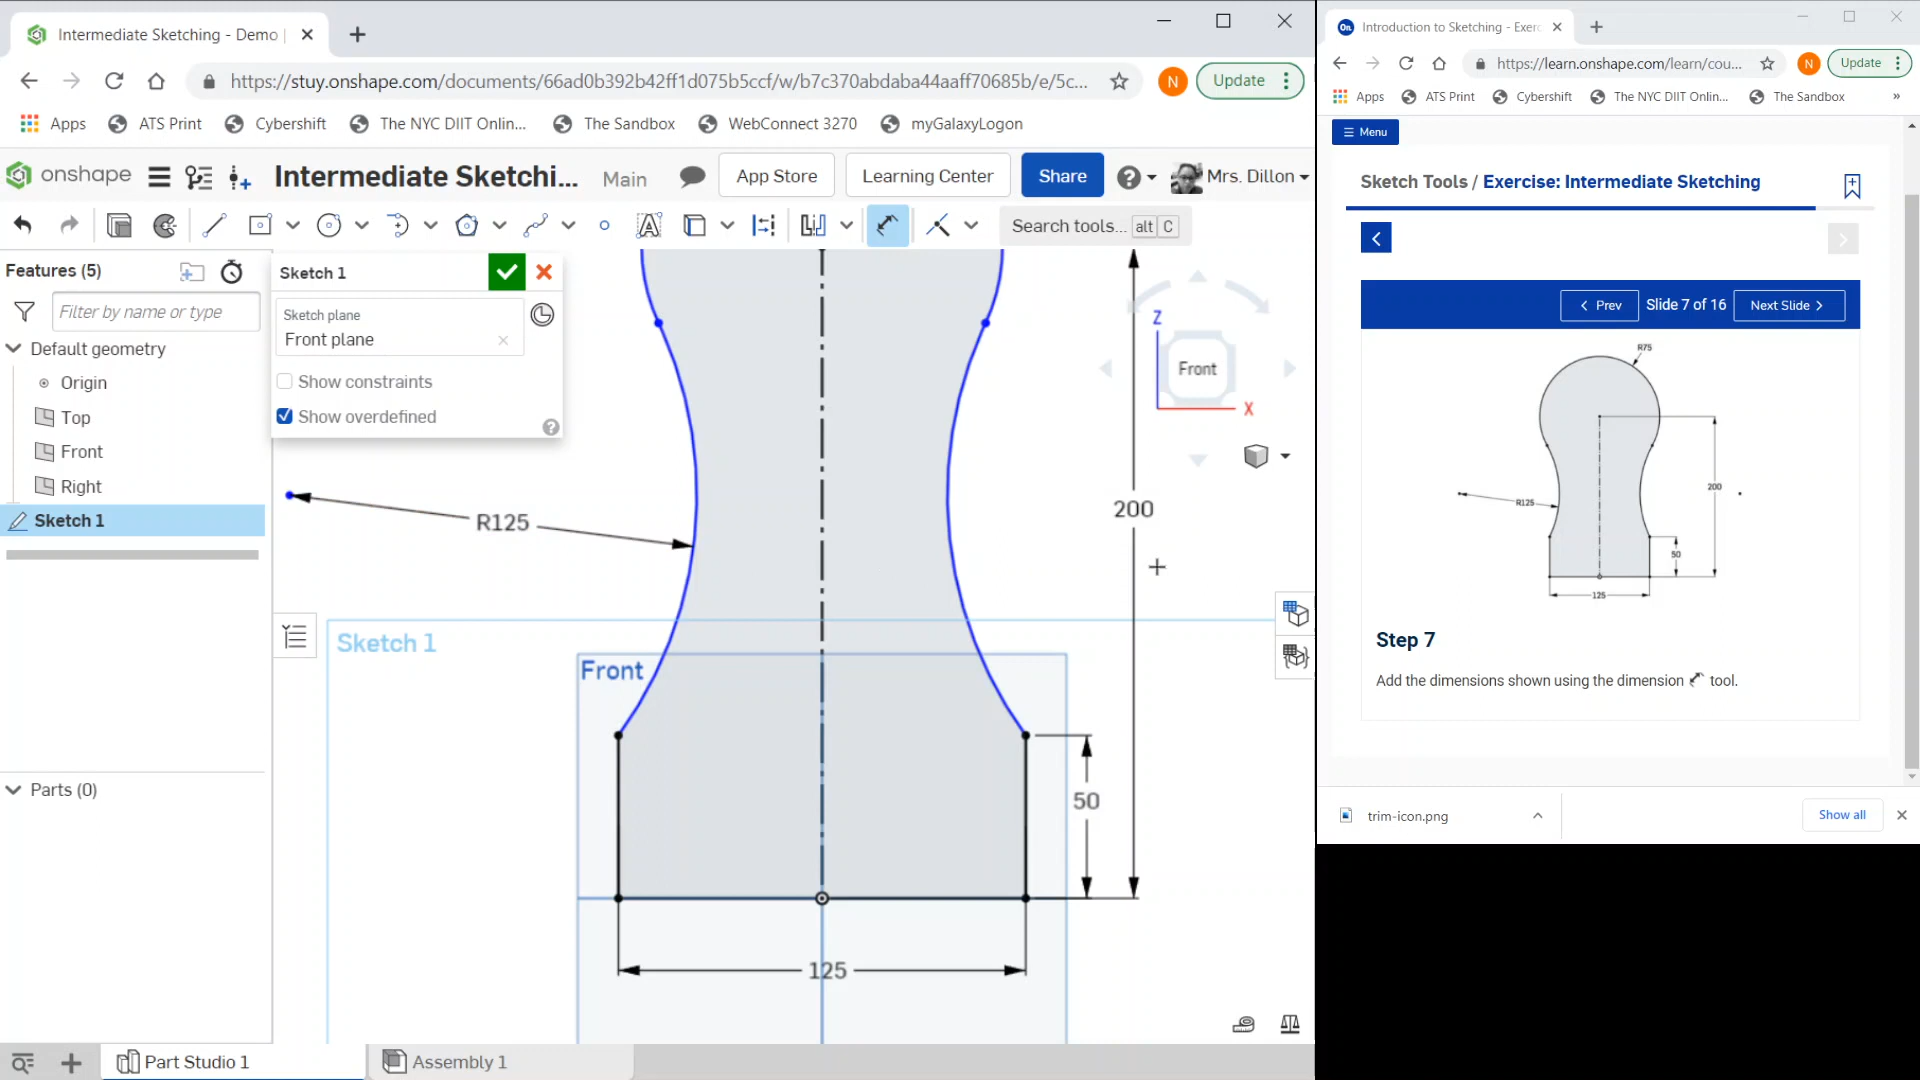 Intermediate Sketching - Demo |
https://stuy.onshape.com/documents/66ad0b392b42ff1d075b5ccf/w/b7c370abdaba44aaff70685b/e/5c...
N
Update
Apps
ATS Print
Cybershift
The NYC DIIT Onlin...
The Sandbox
WebConnect 3270
myGalaxyLogon
onshape
Intermediate Sketchi...
Main
App Store
Learning Center
Share
Mrs. Dillon
Search tools...
alt
C
Features (5)
Filter by name or type
Default geometry
Origin
Top
Front
Right
Sketch 1
Parts (0)
Sketch 1
Sketch plane
Front plane
Show constraints
Show overdefined
R125
200
Z
Front
X
Sketch 1
Front
50
125
Part Studio 1
Assembly 1
On
Introduction to Sketching - Exerc
https://learn.onshape.com/learn/cou...
N
Update
Apps
ATS Print
Cybershift
The NYC DIIT Onlin...
The Sandbox
»
Menu
Sketch Tools / Exercise: Intermediate Sketching
Prev
Slide 7 of 16
Next Slide
R75
200
R125
50
125
Step 7
Add the dimensions shown using the dimension tool.
trim-icon.png
Show all